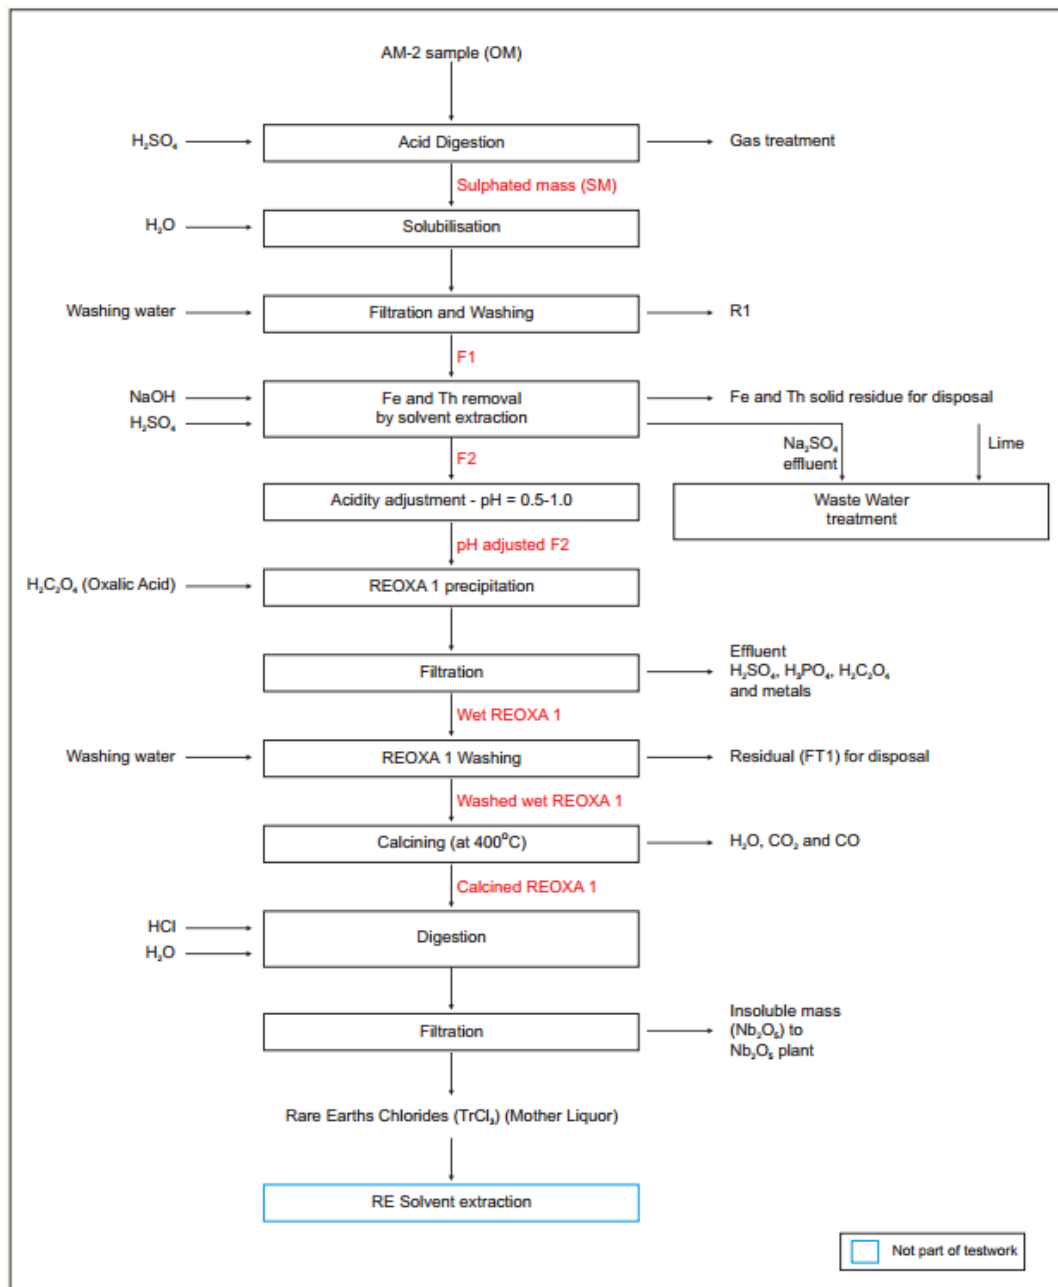 AM-2 sample (OM)
H₂SO₄
Acid Digestion
Gas treatment
Sulphated mass (SM)
H₂O
Solubilisation
Washing water
Filtration and Washing
R1
F1
NaOH
H₂SO₄
Fe and Th removal
by solvent extraction
Fe and Th solid residue for disposal
Na₂SO₄
effluent
Lime
F2
Acidity adjustment - pH = 0.5-1.0
Waste Water
treatment
pH adjusted F2
H₂C₂O₄ (Oxalic Acid)
REOXA 1 precipitation
Filtration
Effluent
H₂SO₄, H₃PO₄, H₂C₂O₄
and metals
Wet REOXA 1
Washing water
REOXA 1 Washing
Residual (FT1) for disposal
Washed wet REOXA 1
Calcining (at 400⁰C)
H₂O, CO₂ and CO
Calcined REOXA 1
HCl
H₂O
Digestion
Filtration
Insoluble mass
(Nb₂O₅) to
Nb₂O₅ plant
Rare Earths Chlorides (TrCl₃) (Mother Liquor)
RE Solvent extraction
Not part of testwork